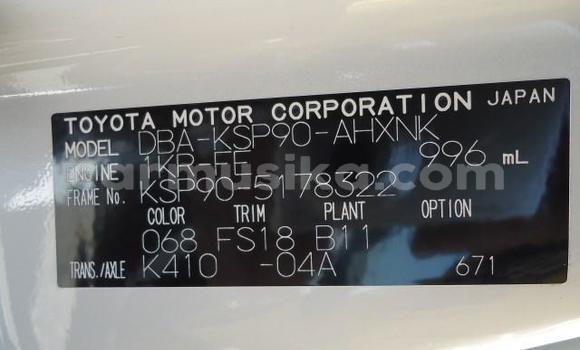 TOYOTA MOTOR CORPORATION JAPAN
MODEL DBA-KSP90-AHXNK
ENGINE 1KR-FE 996 mL
FRAME No. KSP90-5178322
COLOR TRIM PLANT OPTION
068 FS18 B11
TRANS./AXLE K410 -04A 671